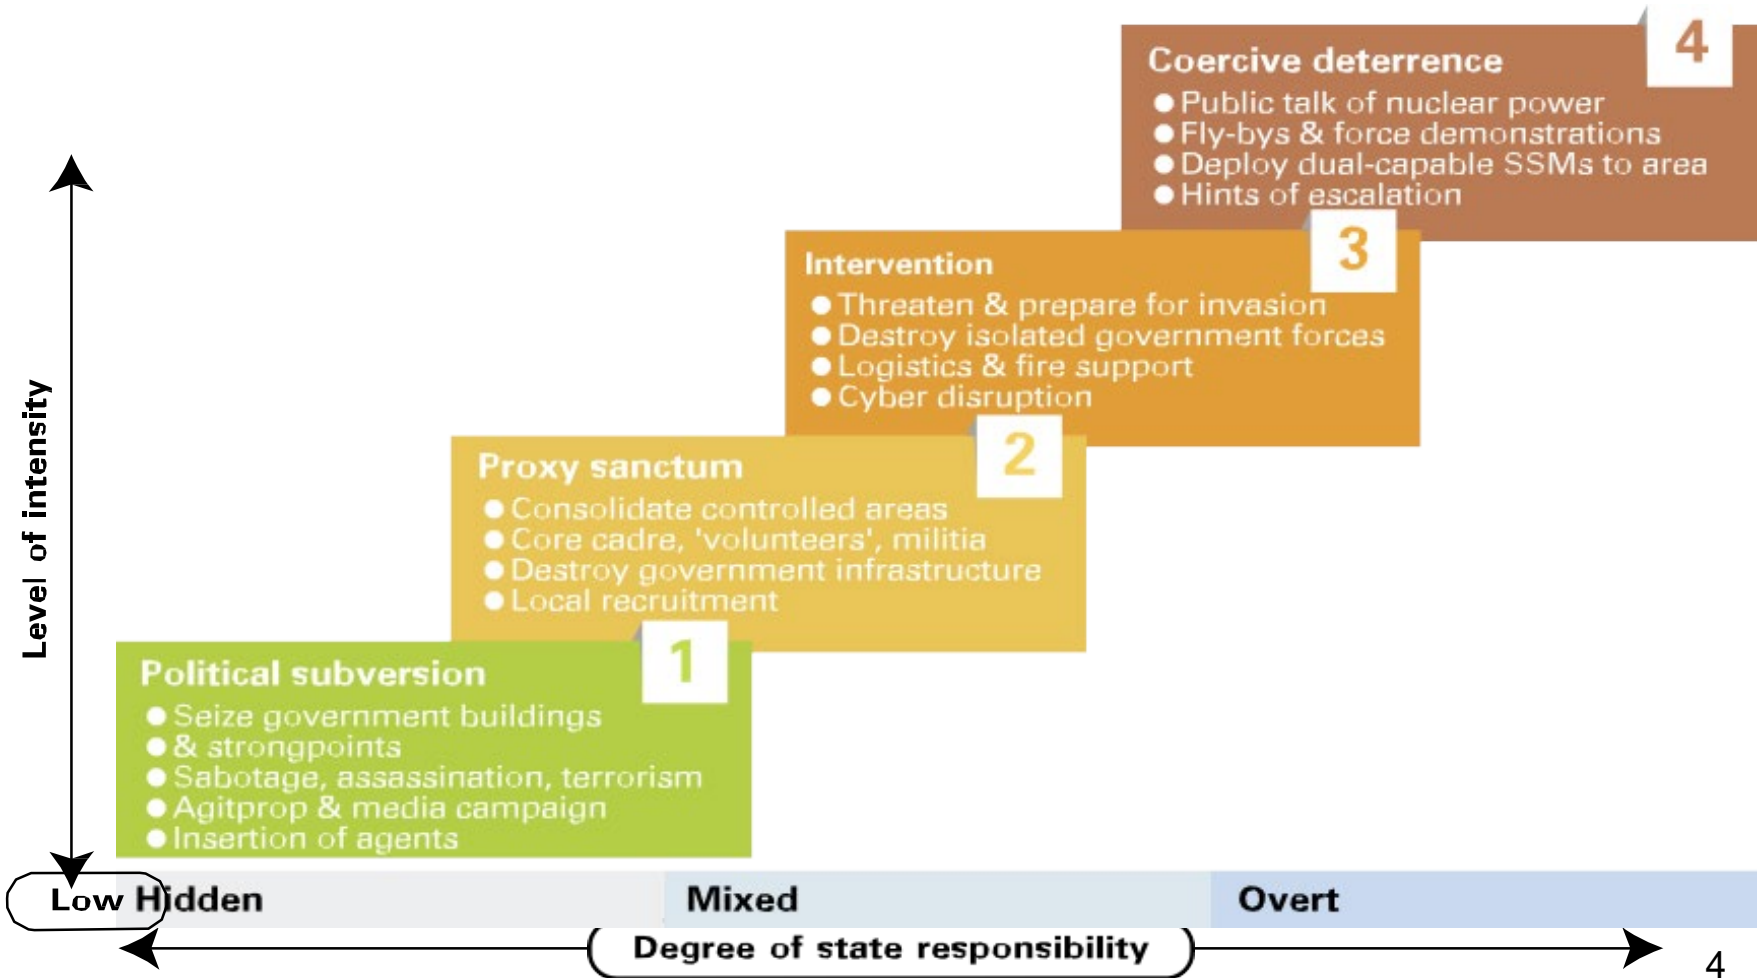 4
Coercive deterrence
● Public talk of nuclear power
● Fly-bys & force demonstrations
● Deploy dual-capable SSMs to area
● Hints of escalation
3
Intervention
● Threaten & prepare for invasion
● Destroy isolated government forces
● Logistics & fire support
● Cyber disruption
2
Proxy sanctum
● Consolidate controlled areas
● Core cadre, 'volunteers', militia
● Destroy government infrastructure
● Local recruitment
1
Political subversion
● Seize government buildings
● & strongpoints
● Sabotage, assassination, terrorism
● Agitprop & media campaign
● Insertion of agents
Level of intensity
Low Hidden Mixed Overt
Degree of state responsibility
4